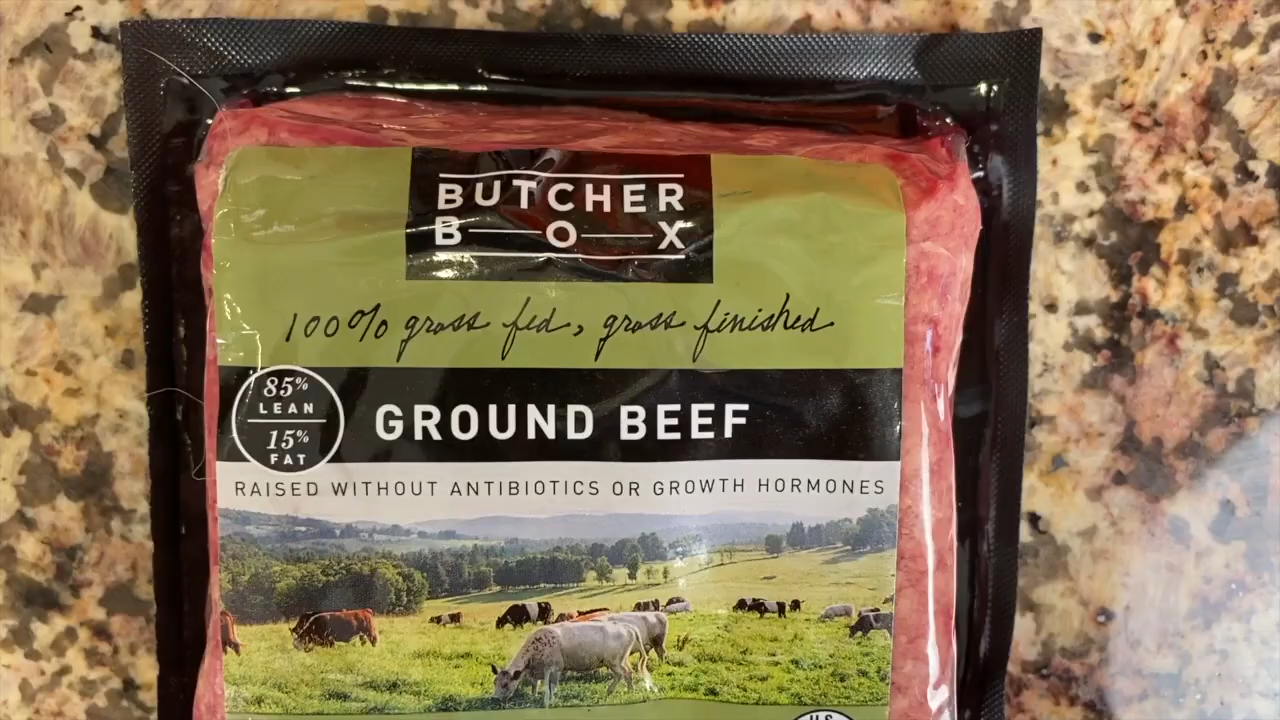 BUTCHER
BOX
100% grass fed, grass finished
85%
LEAN
15%
FAT
GROUND BEEF
RAISED WITHOUT ANTIBIOTICS OR GROWTH HORMONES
U.S.